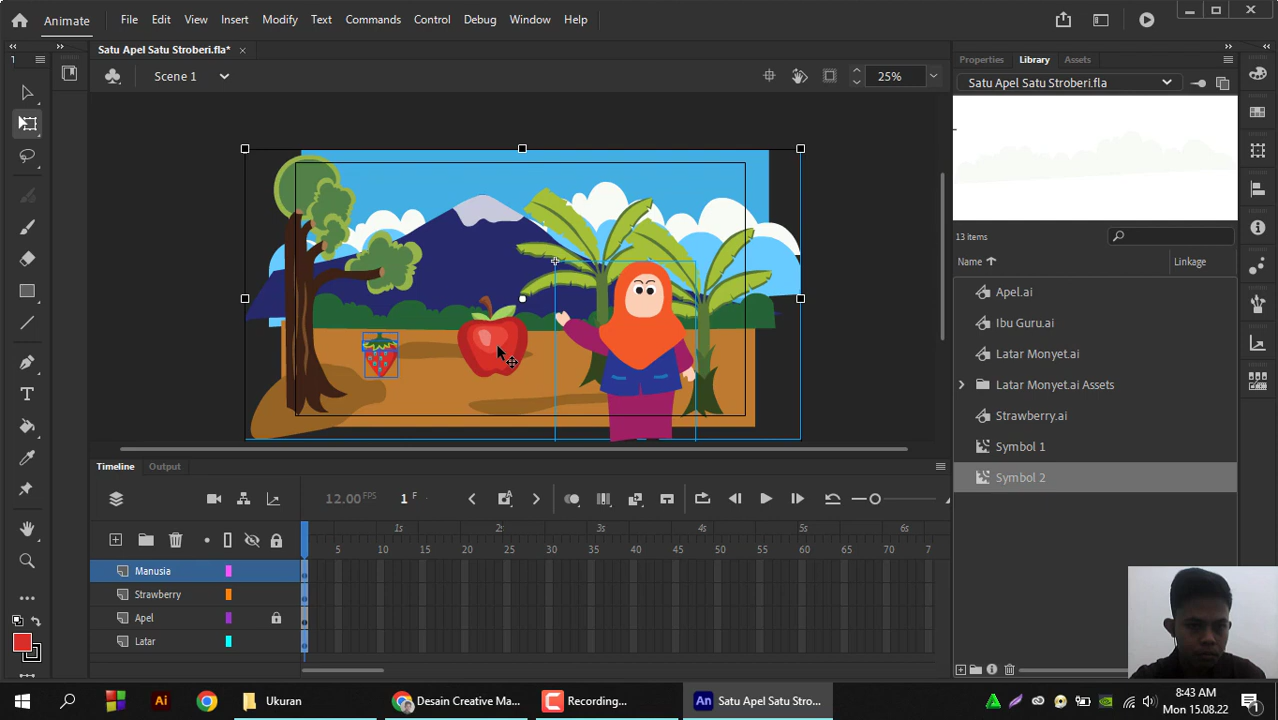 Animate
File Edit View Insert Modify Text Commands Control Debug Window Help
Satu Apel Satu Stroberi.fla*
Scene 1
25%
1
Properties Library Assets
Satu Apel Satu Stroberi.fla
13 items
Name Linkage
Apel.ai
Ibu Guru.ai
Latar Monyet.ai
Latar Monyet.ai Assets
Strawberry.ai
Symbol 1
Symbol 2
Timeline Output
12.00 FPS 1 F
1s 2s 3s 4s 5s 6s
5 10 15 20 25 30 35 40 45 50 55 60 65 70 7
Manusia
Strawberry
Apel
Latar
Ai
Ukuran
Desain Creative Ma...
Recording...
An Satu Apel Satu Stro...
8:43 AM
Mon 15.08.22
1